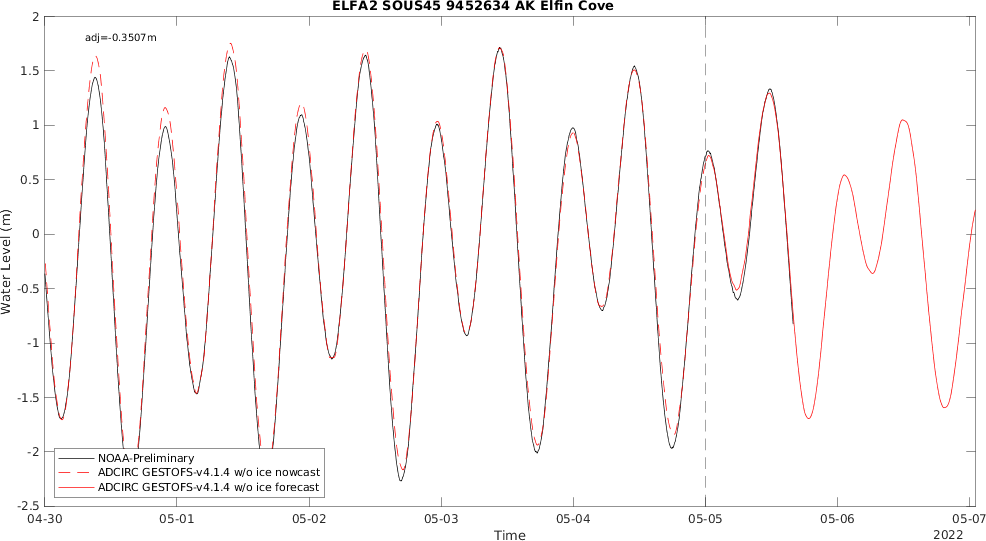 ELFA2 SOUS45 9452634 AK Elfin Cove
adj=-0.3507m
2
1.5
1
0.5
0
-0.5
-1
-1.5
-2
-2.5
Water Level (m)
NOAA-Preliminary
ADCIRC GESTOFS-v4.1.4 w/o ice nowcast
ADCIRC GESTOFS-v4.1.4 w/o ice forecast
04-30 05-01 05-02 05-03 05-04 05-05 05-06 05-07
Time
2022